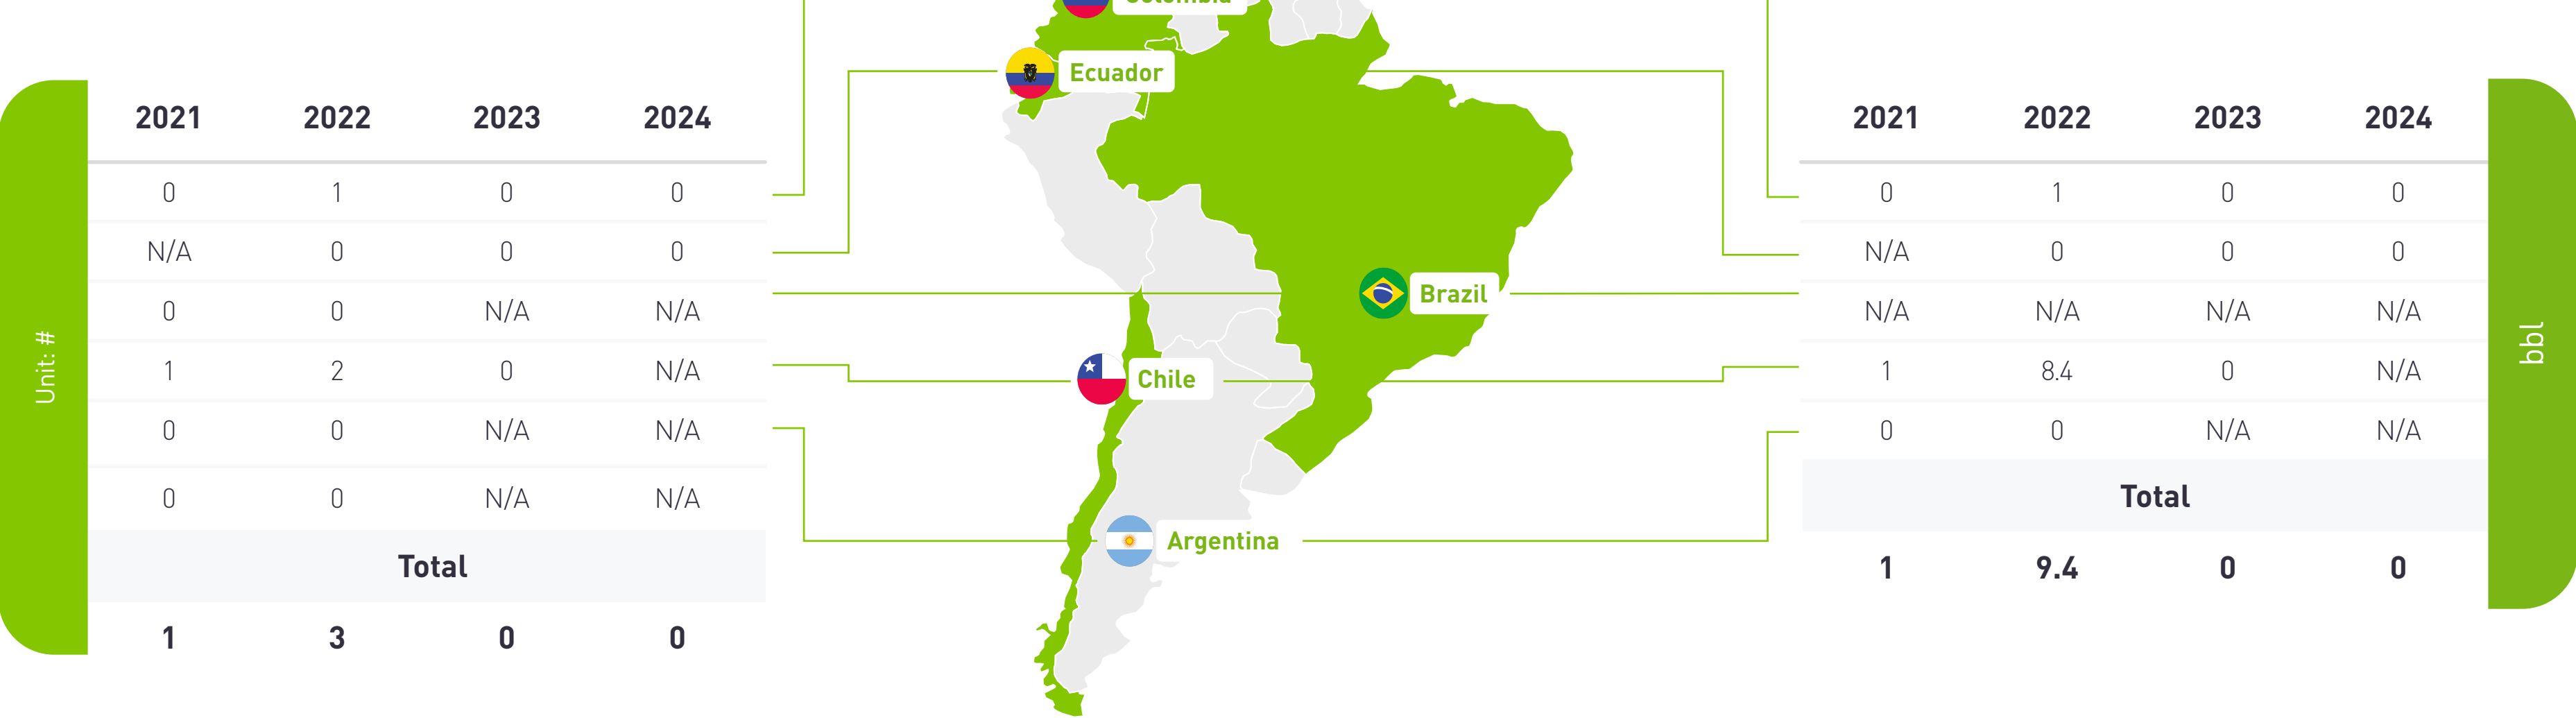 Colombia
Ecuador
2021 2022 2023 2024
0 1 0 0
N/A 0 0 0
0 0 N/A N/A
1 2 0 N/A
0 0 N/A N/A
0 0 N/A N/A
Total
1 3 0 0
Unit: #
Brazil
Chile
Argentina
2021 2022 2023 2024
0 1 0 0
N/A 0 0 0
N/A N/A N/A N/A
1 8.4 0 N/A
0 0 N/A N/A
Total
1 9.4 0 0
bbl